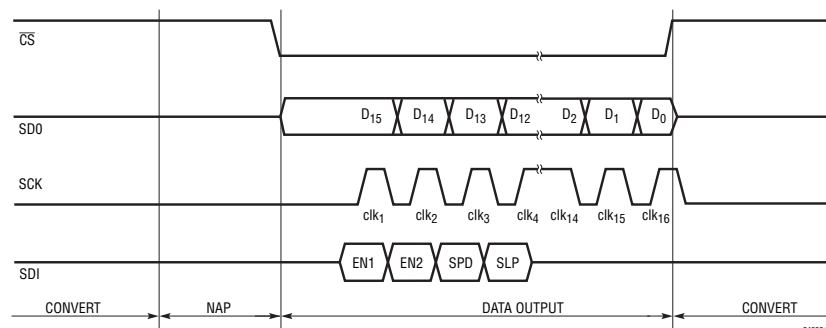 CS
D15 D14 D13 D12 D2 D1 D0
SD0
SCK
clk1 clk2 clk3 clk4 clk14 clk15 clk16
EN1 EN2 SPD SLP
SDI
CONVERT NAP DATA OUTPUT CONVERT